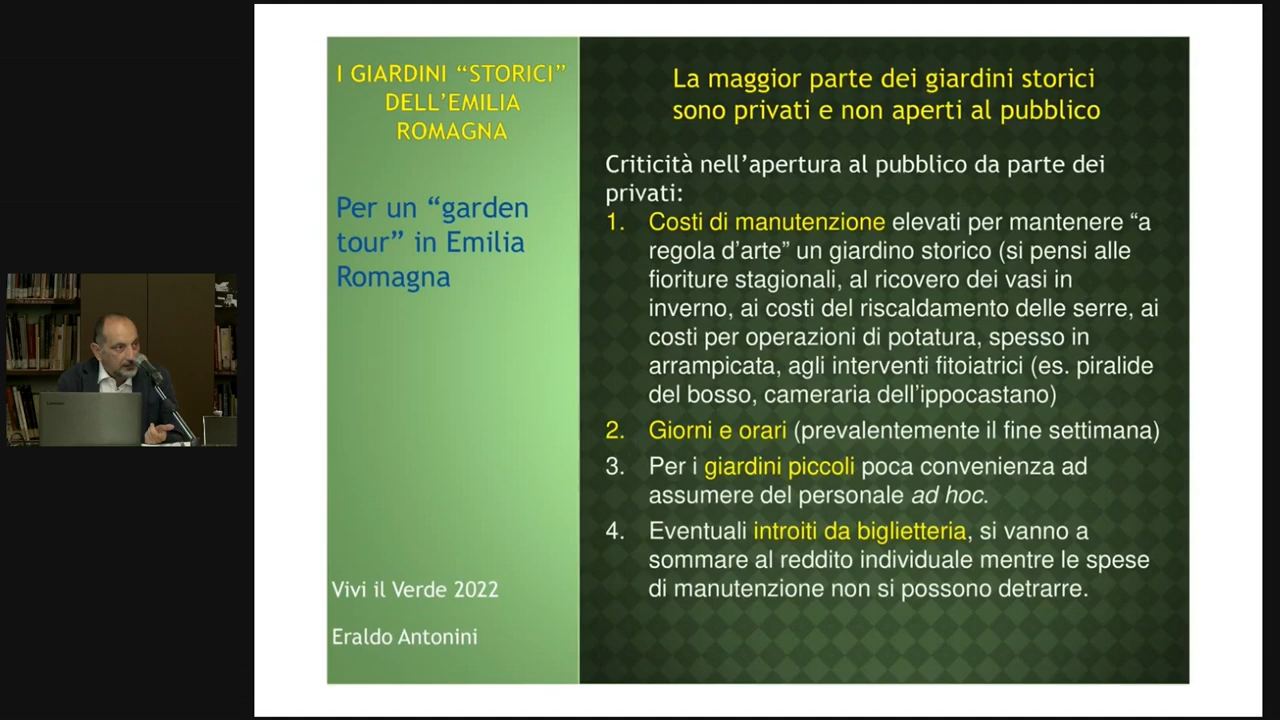 I GIARDINI “STORICI”
DELL’EMILIA
ROMAGNA
Per un “garden
tour” in Emilia
Romagna
Vivi il Verde 2022
Eraldo Antonini
La maggior parte dei giardini storici
sono privati e non aperti al pubblico
Criticità nell’apertura al pubblico da parte dei
privati:
1. Costi di manutenzione elevati per mantenere “a
regola d’arte” un giardino storico (si pensi alle
fioriture stagionali, al ricovero dei vasi in
inverno, ai costi del riscaldamento delle serre, ai
costi per operazioni di potatura, spesso in
arrampicata, agli interventi fitoiatrici (es. piralide
del bosso, cameraria dell’ippocastano)
2. Giorni e orari (prevalentemente il fine settimana)
3. Per i giardini piccoli poca convenienza ad
assumere del personale ad hoc.
4. Eventuali introiti da biglietteria, si vanno a
sommare al reddito individuale mentre le spese
di manutenzione non si possono detrarre.